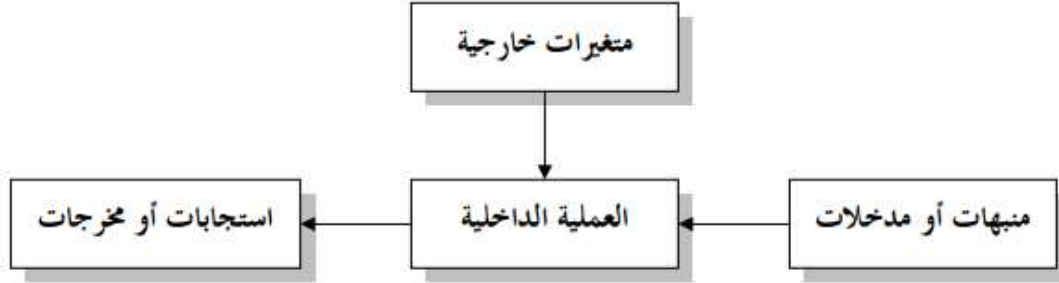 متغيرات خارجية
منبهات أو مدخلات
العملية الداخلية
استجابات أو مخرجات